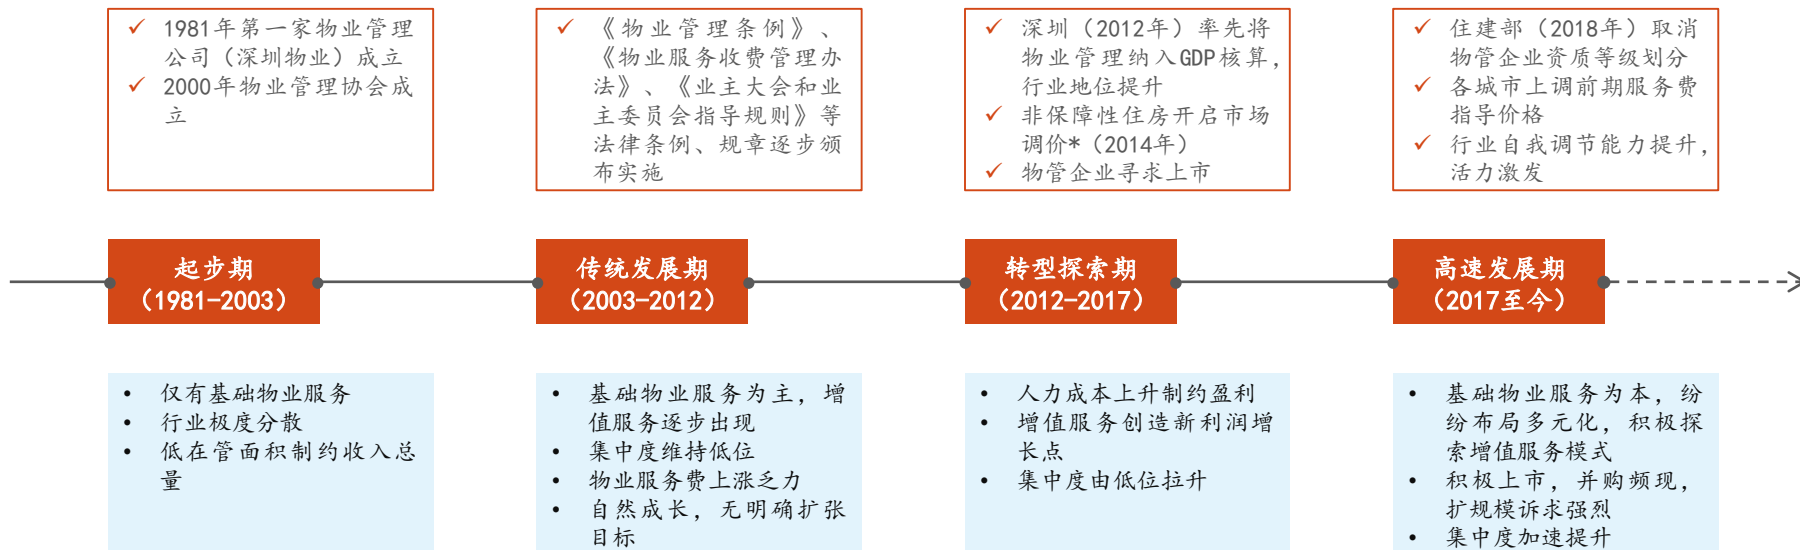 ✓ 1981年第一家物业管理
公司（深圳物业）成立
✓ 2000年物业管理协会成
立
✓ 《物业管理条例》、
《物业服务收费管理办
法》、《业主大会和业
主委员会指导规则》等
法律条例、规章逐步颁
布实施
✓ 深圳（2012年）率先将
物业管理纳入GDP核算，
行业地位提升
✓ 非保障性住房开启市场
调价*（2014年）
✓ 物管企业寻求上市
✓ 住建部（2018年）取消
物管企业资质等级划分
✓ 各城市上调前期服务费
指导价格
✓ 行业自我调节能力提升，
活力激发
起步期
（1981-2003）
传统发展期
（2003-2012）
转型探索期
（2012-2017）
高速发展期
（2017至今）
• 仅有基础物业服务
• 行业极度分散
• 低在管面积制约收入总
量
• 基础物业服务为主，增
值服务逐步出现
• 集中度维持低位
• 物业服务费上涨乏力
• 自然成长，无明确扩张
目标
• 人力成本上升制约盈利
• 增值服务创造新利润增
长点
• 集中度由低位拉升
• 基础物业服务为本，纷
纷布局多元化，积极探
索增值服务模式
• 积极上市，并购频现，
扩规模诉求强烈
• 集中度加速提升